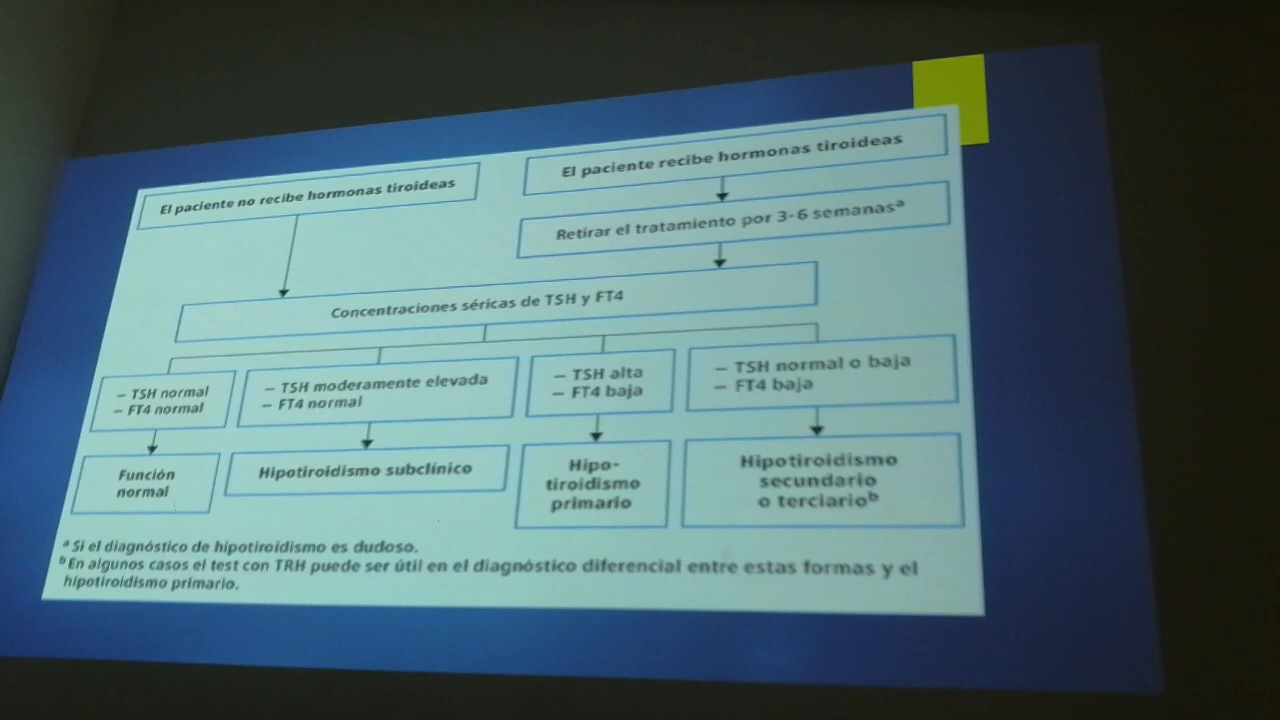 El paciente no recibe hormonas tiroideas
El paciente recibe hormonas tiroideas
Retirar el tratamiento por 3-6 semanasª
Concentraciones séricas de TSH y FT4
– TSH normal
– FT4 normal
– TSH moderamente elevada
– FT4 normal
– TSH alta
– FT4 baja
– TSH normal o baja
– FT4 baja
Función
normal
Hipotiroidismo subclínico
Hipo-
tiroidismo
primario
Hipotiroidismo
secundario
o terciarioᵇ
ª Si el diagnóstico de hipotiroidismo es dudoso.
ᵇ En algunos casos el test con TRH puede ser útil en el diagnóstico diferencial entre estas formas y el
hipotiroidismo primario.